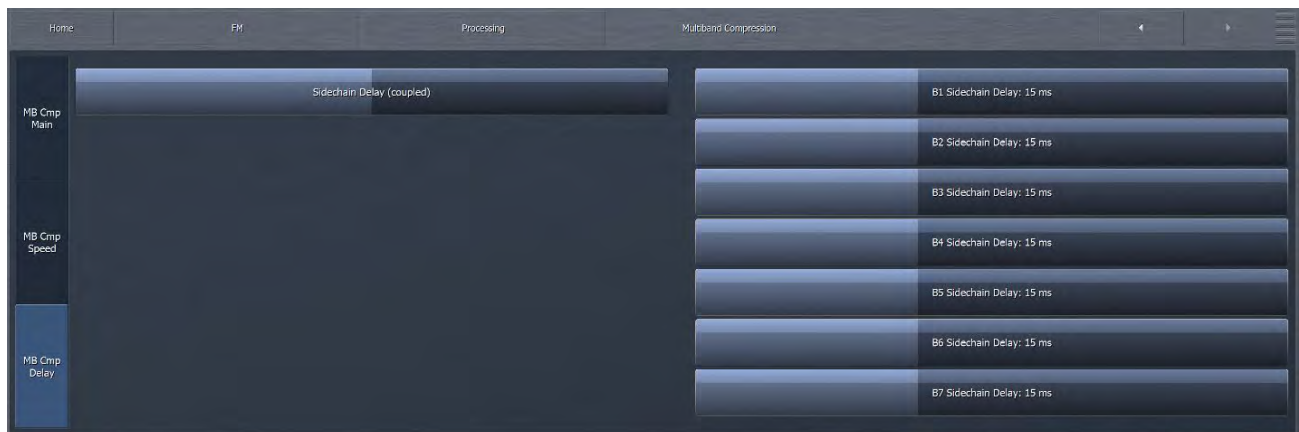 Home FM Processing Multiband Compression
MB Cmp
Main
MB Cmp
Speed
MB Cmp
Delay
Sidechain Delay (coupled)
B1 Sidechain Delay: 15 ms
B2 Sidechain Delay: 15 ms
B3 Sidechain Delay: 15 ms
B4 Sidechain Delay: 15 ms
B5 Sidechain Delay: 15 ms
B6 Sidechain Delay: 15 ms
B7 Sidechain Delay: 15 ms